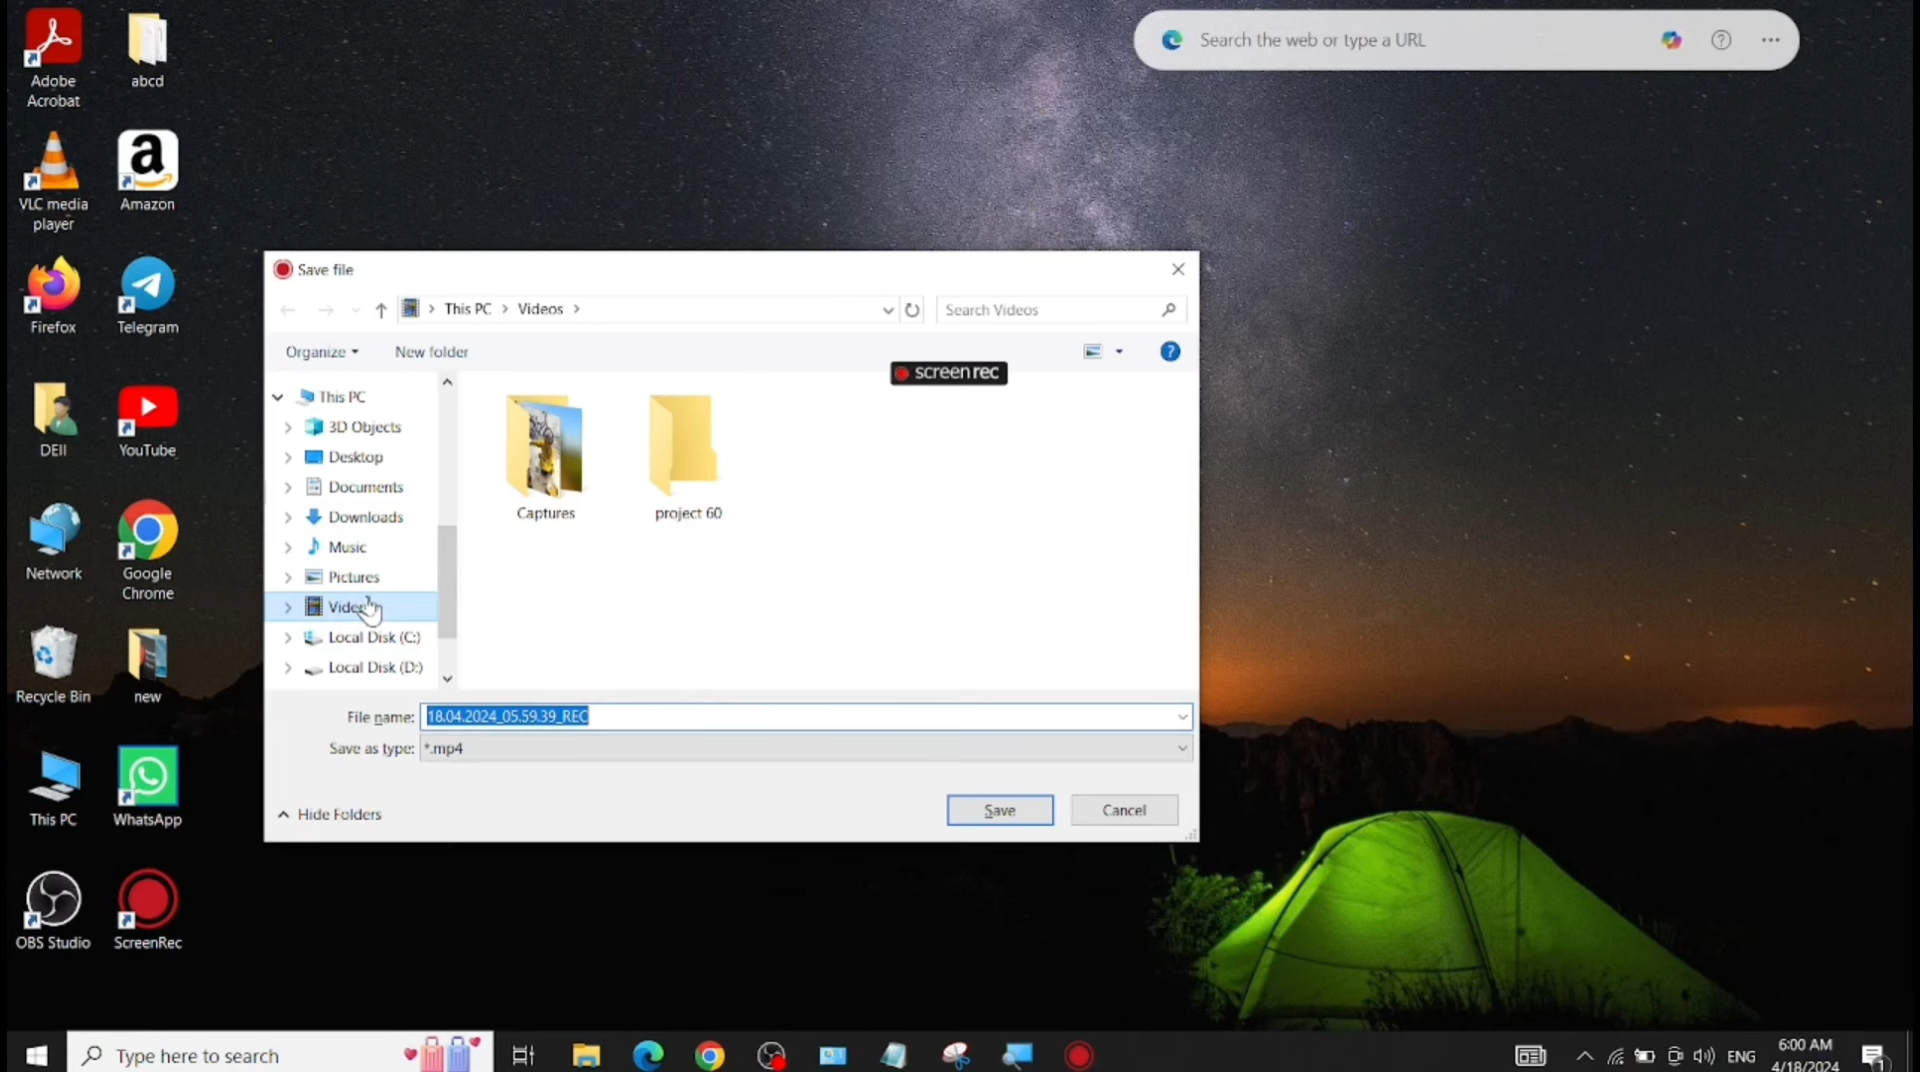 Adobe
Acrobat
abcd
Search the web or type a URL
VLC media
player
a
Amazon
Firefox
Telegram
DEII
YouTube
Network
Google
Chrome
Recycle Bin
new
This PC
WhatsApp
OBS Studio
ScreenRec
Save file
This PC
Videos
Search Videos
Organize
New folder
screenrec
This PC
3D Objects
Desktop
Documents
Downloads
Music
Pictures
Local Disk (C:)
Local Disk (D:)
Captures
project 60
File name:
18.04.2024_05.59.39_REC
Save as type:
*.mp4
Hide Folders
Save
Cancel
Type here to search
ENG
6:00 AM
4/18/2024
1